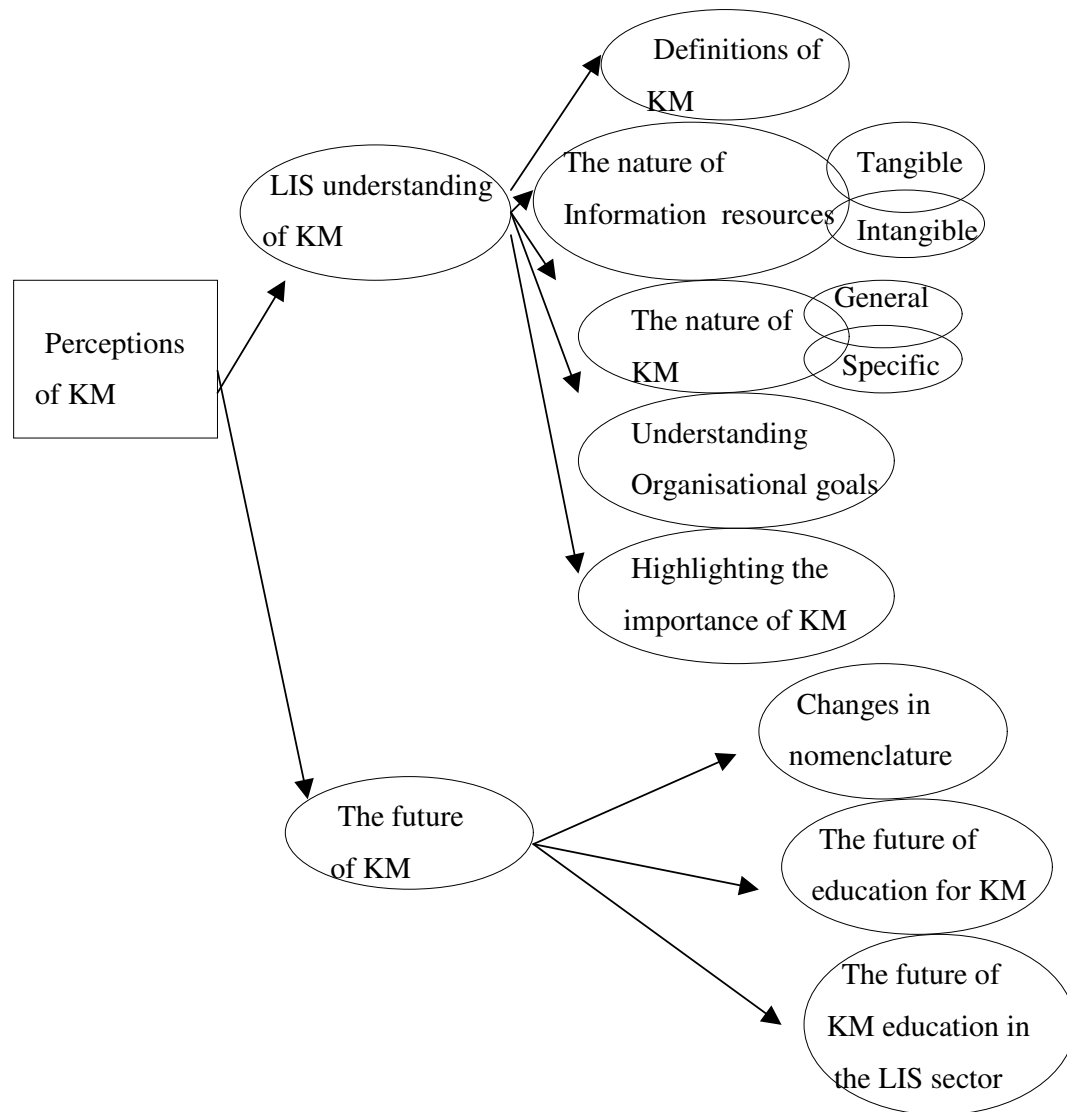 Definitions of
KM
The nature of
Information resources
Tangible
Intangible
LIS understanding
of KM
General
Specific
The nature of
KM
Perceptions
of KM
Understanding
Organisational goals
Highlighting the
importance of KM
Changes in
nomenclature
The future
of KM
The future of
education for KM
The future of
KM education in
the LIS sector